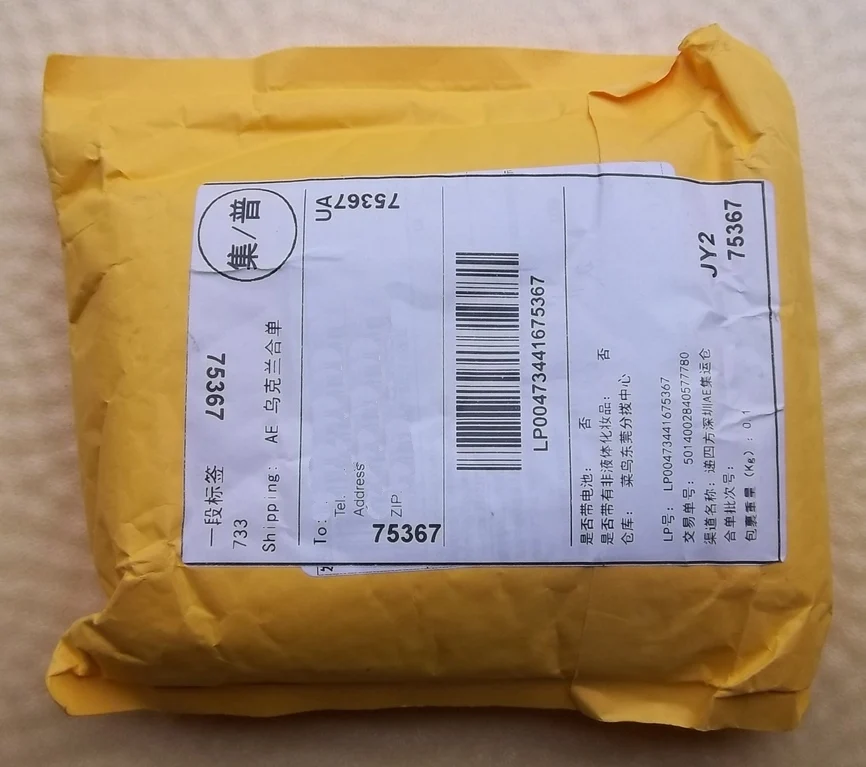 集/普
一段标签 75367
733
Shipping: AE 乌克兰合单
UA 75367
To:
Tel.
Address
ZIP
75367
LP00473441675367
是否带电池: 否
是否带有非液体化妆品: 否
仓库: 菜鸟东莞分拨中心
JY2
75367
LP号: LP00473441675367
交易单号: 5014002840577780
渠道名称: 递四方深圳AE集运仓
合单批次号:
包裹重量(Kg): 0.1